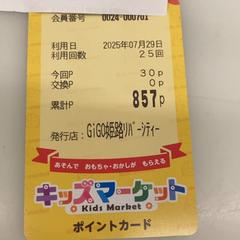 会員番号 0024-000701
利用日 2025年07月29日
利用回数 25回
今回P 30P
交換P 0P
累計P 857P
発行店: GiGO姫路リバーシティー
あそんで おもちゃ・おかしが もらえる
キッズマーケット
Kids Market
ポイントカード